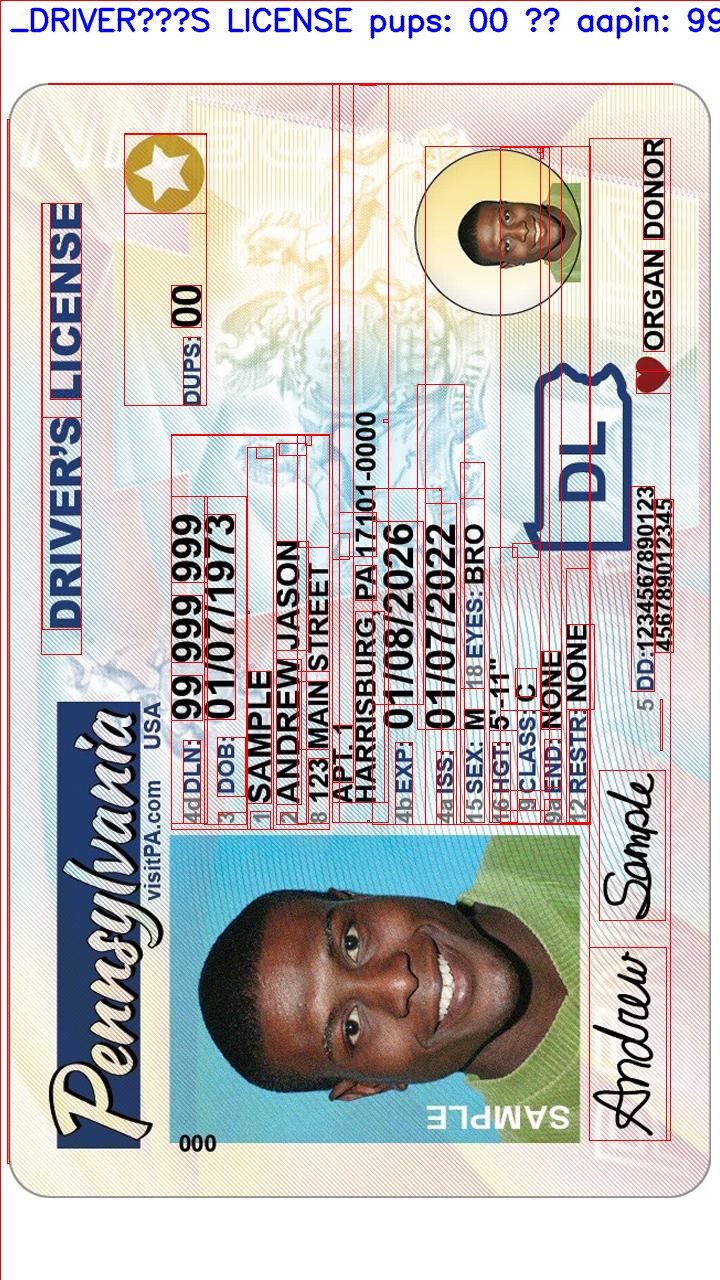 _DRIVER???S LICENSE pups: 00 ?? aapin: 99
Pennsylvania
DRIVER'S LICENSE
visitPA.com USA
DUPS: 00
4d DLN: 99 999 999
3 DOB: 01/07/1973
1 SAMPLE
2 ANDREW JASON
8 123 MAIN STREET
APT. 1
HARRISBURG, PA 17101-0000
4b EXP: 01/08/2026
4a ISS: 01/07/2022
15 SEX: M 18 EYES: BRO
16 HGT: 5'-11"
9 CLASS: C
9a END: NONE
12 RESTR: NONE
DL
5 DD:1234567890123
456789012345
ORGAN DONOR
000
SAMPLE
Andrew Sample